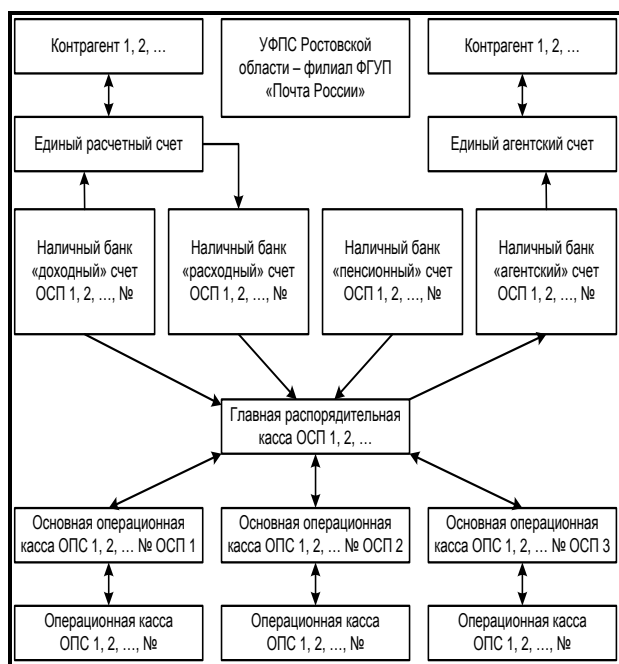 Контрагент 1, 2, ...
УФПС Ростовской
области – филиал ФГУП
«Почта России»
Контрагент 1, 2, ...
Единый расчетный счет
Единый агентский счет
Наличный банк
«доходный» счет
ОСП 1, 2, ..., №
Наличный банк
«расходный» счет
ОСП 1, 2, ..., №
Наличный банк
«пенсионный» счет
ОСП 1, 2, ..., №
Наличный банк
«агентский» счет
ОСП 1, 2, ..., №
Главная распорядительная
касса ОСП 1, 2, ...
Основная операционная
касса ОПС 1, 2, ... № ОСП 1
Основная операционная
касса ОПС 1, 2, ... № ОСП 2
Основная операционная
касса ОПС 1, 2, ... № ОСП 3
Операционная касса
ОПС 1, 2, ..., №
Операционная касса
ОПС 1, 2, ..., №
Операционная касса
ОПС 1, 2, ..., №